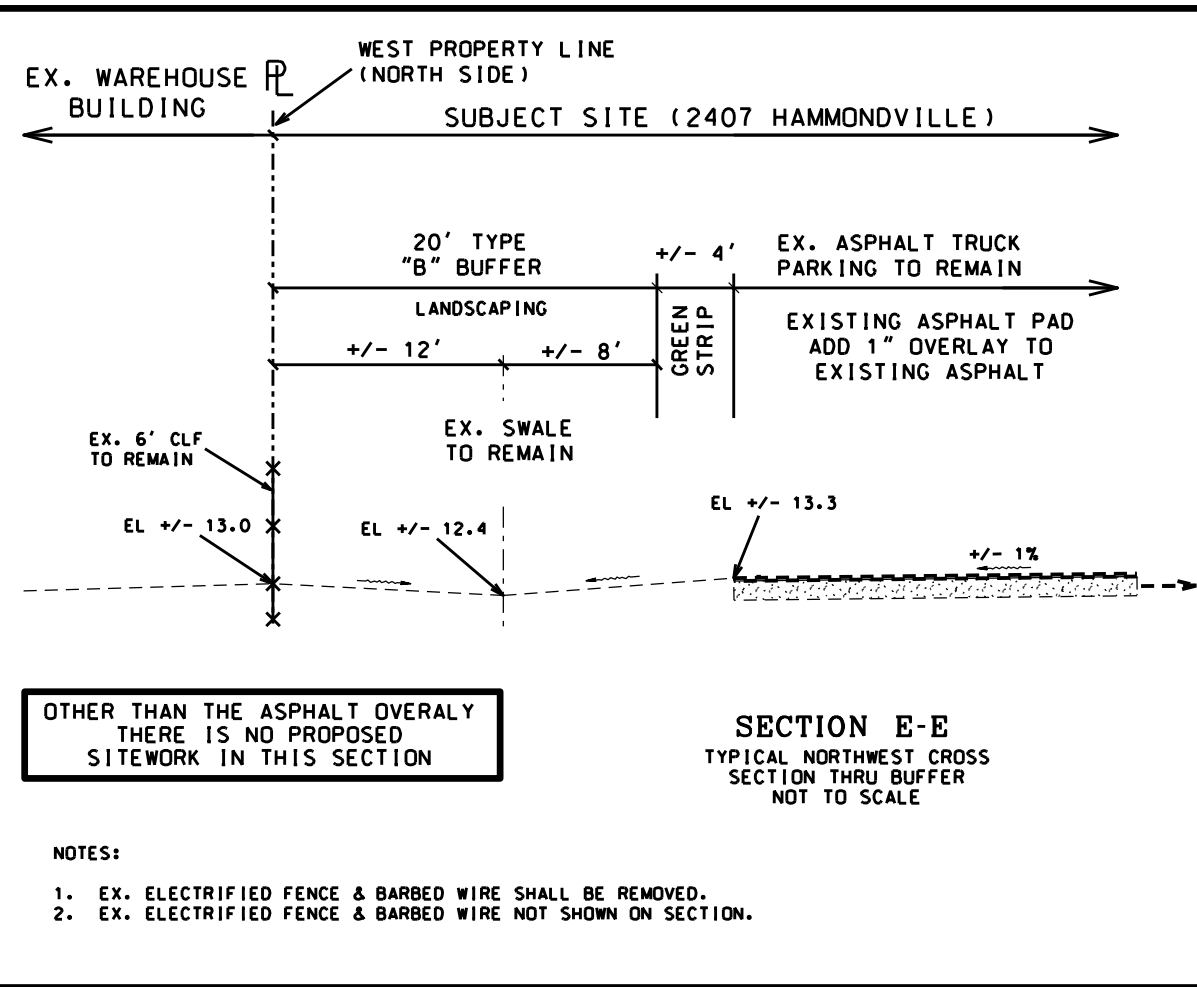 WEST PROPERTY LINE
(NORTH SIDE)
EX. WAREHOUSE
BUILDING
PL
SUBJECT SITE (2407 HAMMONDVILLE)
20' TYPE
"B" BUFFER
+/- 4'
EX. ASPHALT TRUCK
PARKING TO REMAIN
LANDSCAPING
GREEN
STRIP
EXISTING ASPHALT PAD
ADD 1" OVERLAY TO
EXISTING ASPHALT
+/- 12'
+/- 8'
EX. 6' CLF
TO REMAIN
EX. SWALE
TO REMAIN
EL +/- 13.0
EL +/- 12.4
EL +/- 13.3
+/- 1%
OTHER THAN THE ASPHALT OVERALY
THERE IS NO PROPOSED
SITEWORK IN THIS SECTION
SECTION E-E
TYPICAL NORTHWEST CROSS
SECTION THRU BUFFER
NOT TO SCALE
NOTES:
1. EX. ELECTRIFIED FENCE & BARBED WIRE SHALL BE REMOVED.
2. EX. ELECTRIFIED FENCE & BARBED WIRE NOT SHOWN ON SECTION.